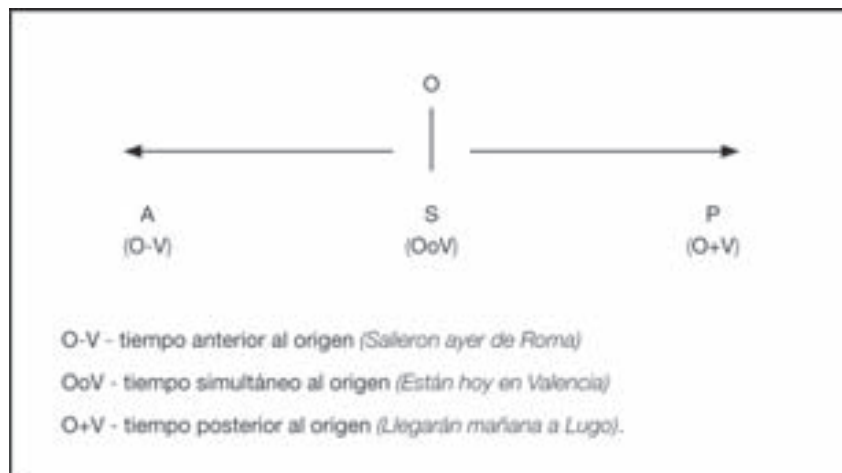 O
A S P
(O-V) (OoV) (O+V)
O-V - tiempo anterior al origen (Salieron ayer de Roma)
OoV - tiempo simultáneo al origen (Están hoy en Valencia)
O+V - tiempo posterior al origen (Llegarán mañana a Lugo).